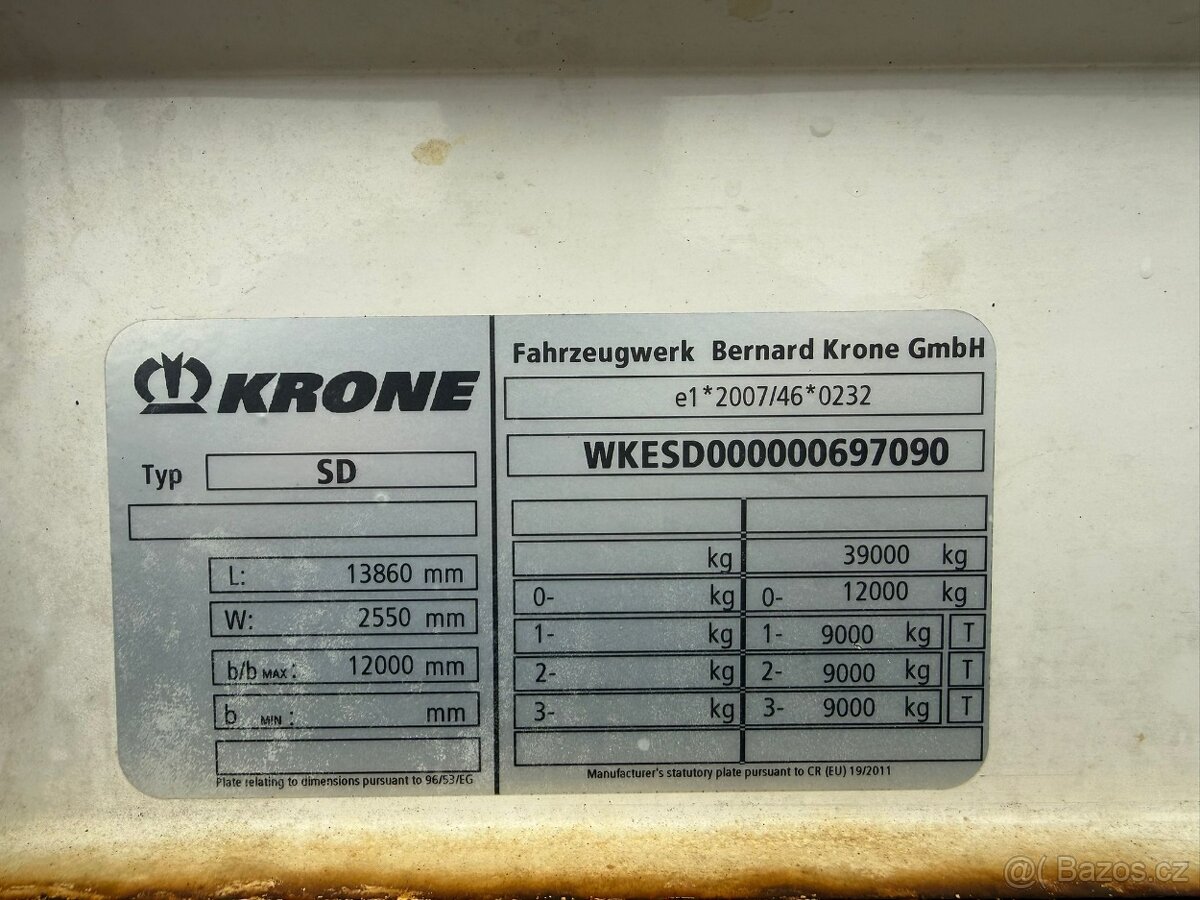 KRONE
Typ SD
L: 13860 mm
W: 2550 mm
b/b MAX : 12000 mm
b MIN : mm
Plate relating to dimensions pursuant to 96/53/EG
Fahrzeugwerk Bernard Krone GmbH
e1*2007/46*0232
WKESD000000697090
kg 39000 kg
0- kg 0- 12000 kg
1- kg 1- 9000 kg T
2- kg 2- 9000 kg T
3- kg 3- 9000 kg T
Manufacturer's statutory plate pursuant to CR (EU) 19/2011
@( Bazos.cz